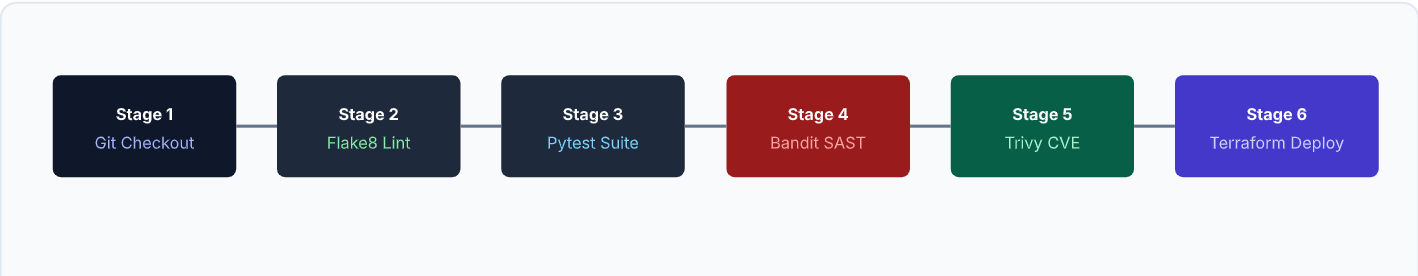 Stage 1
Git Checkout
Stage 2
Flake8 Lint
Stage 3
Pytest Suite
Stage 4
Bandit SAST
Stage 5
Trivy CVE
Stage 6
Terraform Deploy